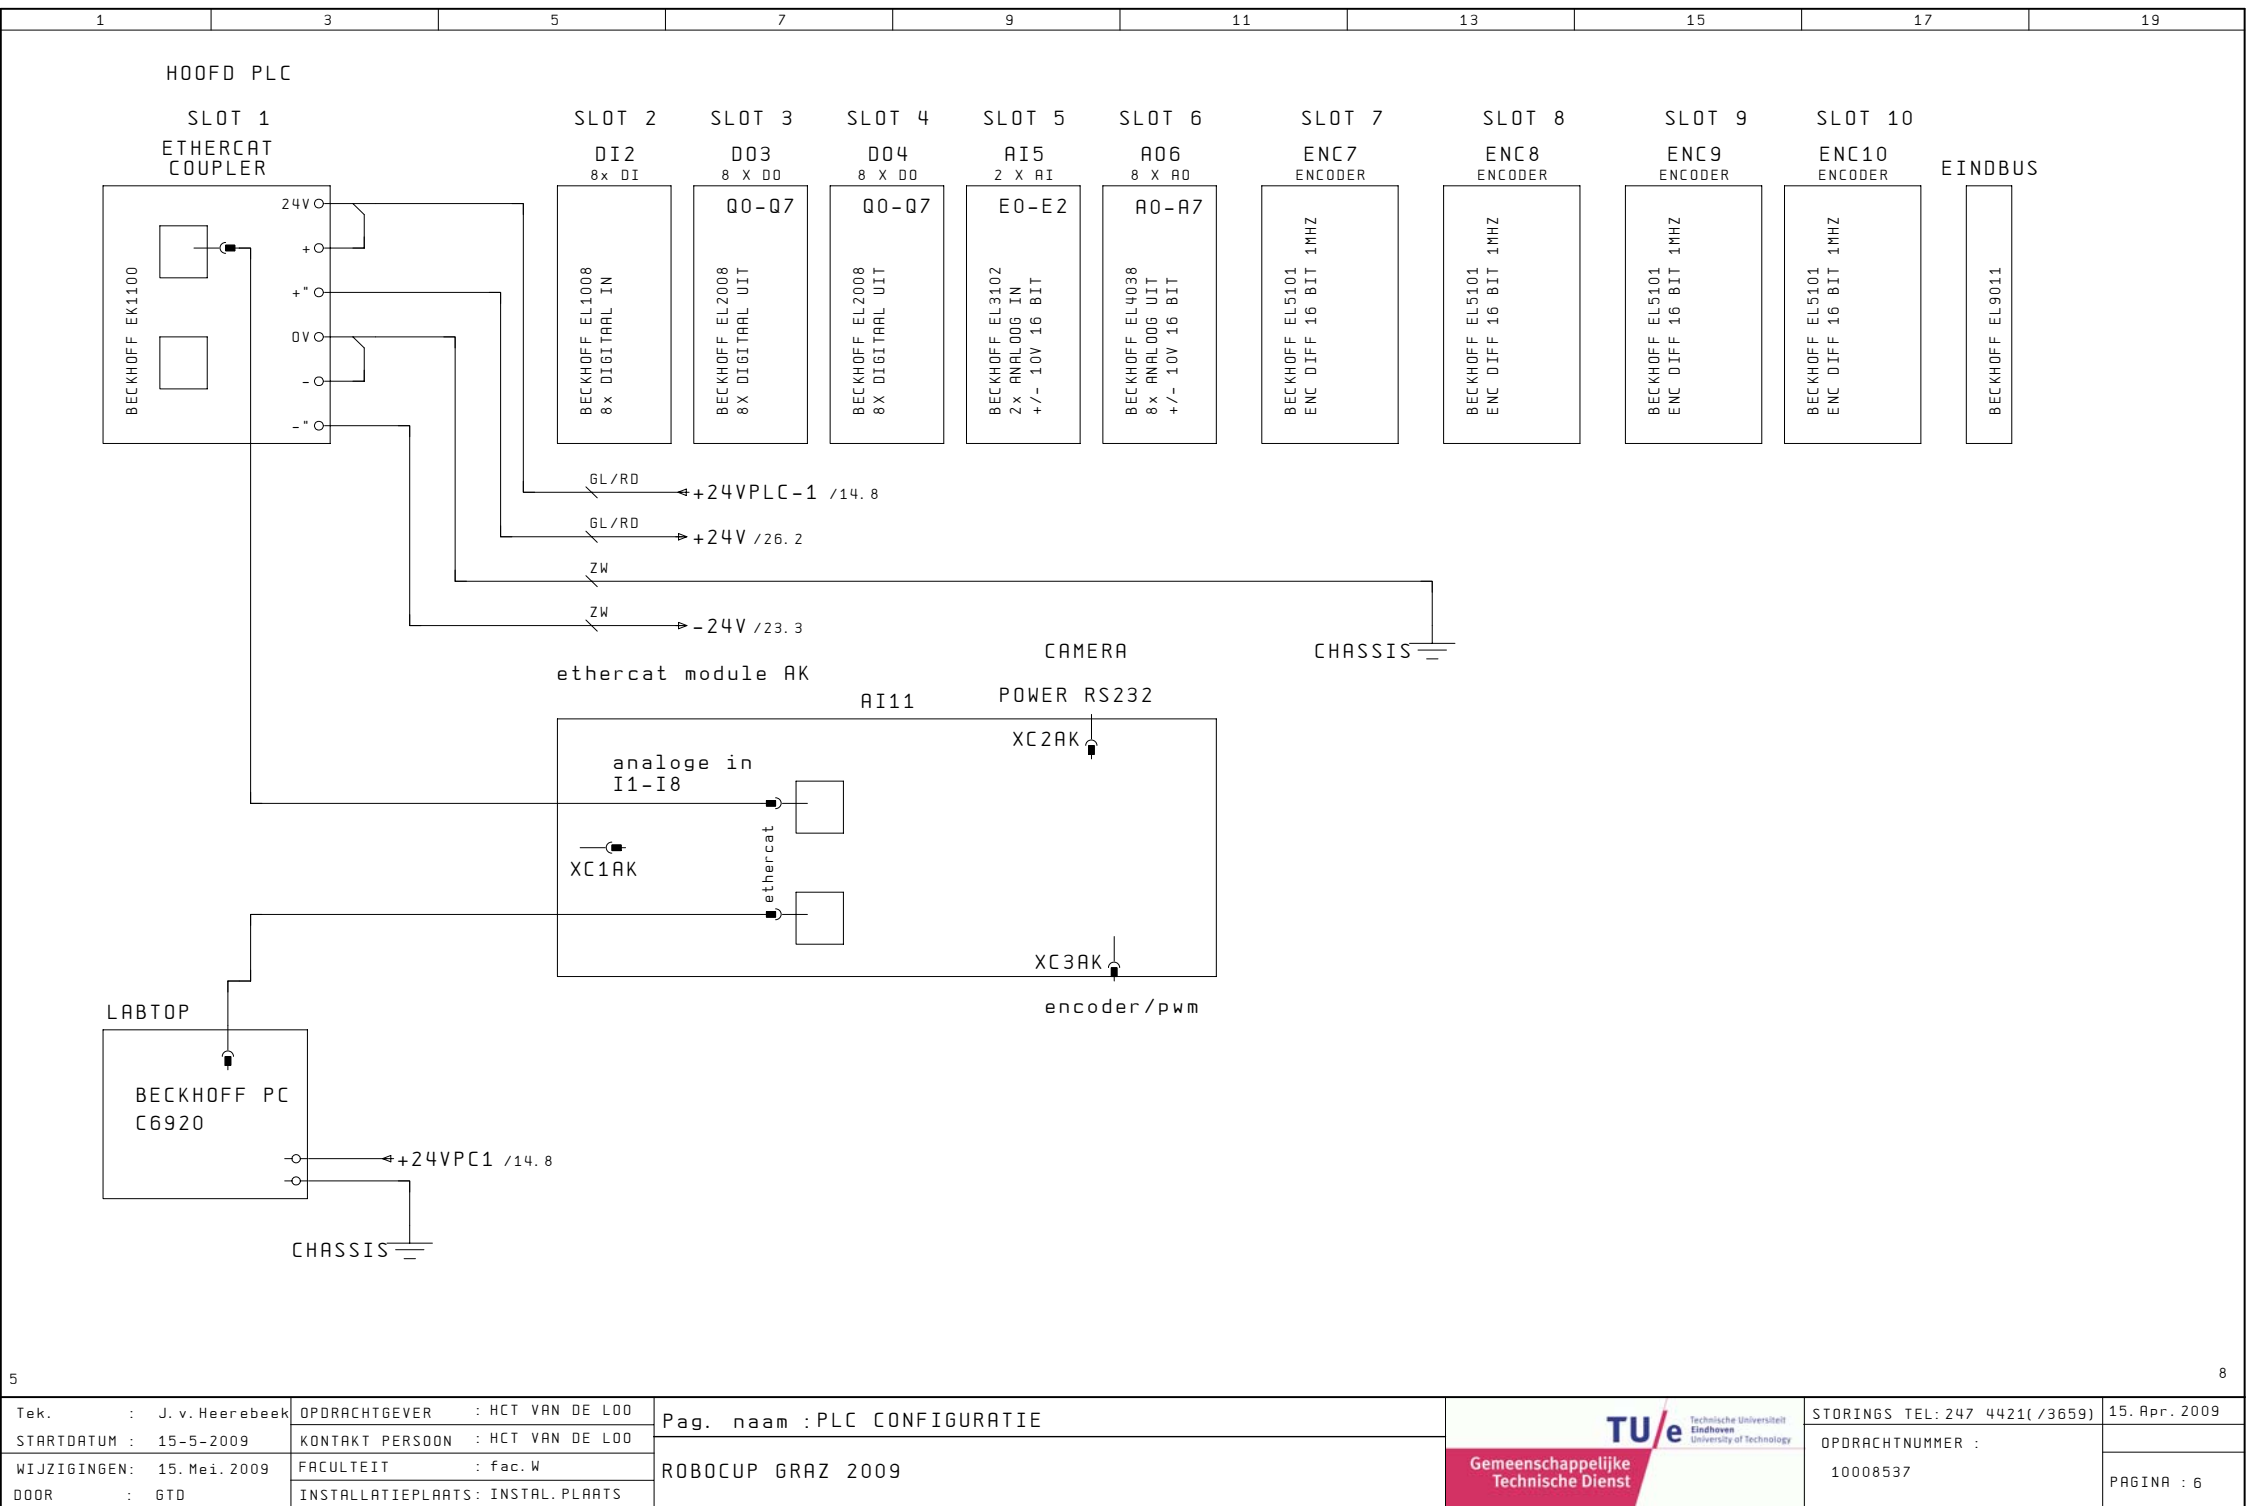 1 3 5 7 9 11 13 15 17 19
HOOFD PLC
SLOT 1 SLOT 2 SLOT 3 SLOT 4 SLOT 5 SLOT 6 SLOT 7 SLOT 8 SLOT 9 SLOT 10
ETHERCAT DI2 DO3 DO4 AI5 AO6 ENC7 ENC8 ENC9 ENC10
COUPLER 8x DI 8 X DO 8 X DO 2 X AI 8 X AO ENCODER ENCODER ENCODER ENCODER EINDBUS
24V
+
+"
0V
-
-"
BECKHOFF EK1100
BECKHOFF EL1008
8x DIGITAAL IN
Q0-Q7
BECKHOFF EL2008
8X DIGITAAL UIT
Q0-Q7
BECKHOFF EL2008
8X DIGITAAL UIT
E0-E2
BECKHOFF EL3102
2x ANALOOG IN
+/- 10V 16 BIT
A0-A7
BECKHOFF EL4038
8x ANALOOG UIT
+/- 10V 16 BIT
BECKHOFF EL5101
ENC DIFF 16 BIT 1MHZ
BECKHOFF EL5101
ENC DIFF 16 BIT 1MHZ
BECKHOFF EL5101
ENC DIFF 16 BIT 1MHZ
BECKHOFF EL5101
ENC DIFF 16 BIT 1MHZ
BECKHOFF EL9011
GL/RD
+24VPLC-1 /14.8
GL/RD
+24V /26.2
ZW
ZW
-24V /23.3
CHASSIS
CAMERA
ethercat module AK
AI11
POWER RS232
XC2AK
analoge in
I1-I8
ethercat
XC1AK
XC3AK
encoder/pwm
LABTOP
BECKHOFF PC
C6920
+24VPC1 /14.8
CHASSIS
5
8
Tek. : J.v.Heerebeek
STARTDATUM : 15-5-2009
WIJZIGINGEN: 15.Mei.2009
DOOR : GTD
OPDRACHTGEVER : HCT VAN DE LOO
KONTAKT PERSOON : HCT VAN DE LOO
FACULTEIT : fac.W
INSTALLATIEPLAATS: INSTAL.PLAATS
Pag. naam :PLC CONFIGURATIE
ROBOCUP GRAZ 2009
TU/e Technische Universiteit
Eindhoven
University of Technology
Gemeenschappelijke
Technische Dienst
STORINGS TEL:247 4421(/3659)
OPDRACHTNUMMER :
10008537
15.Apr.2009
PAGINA : 6